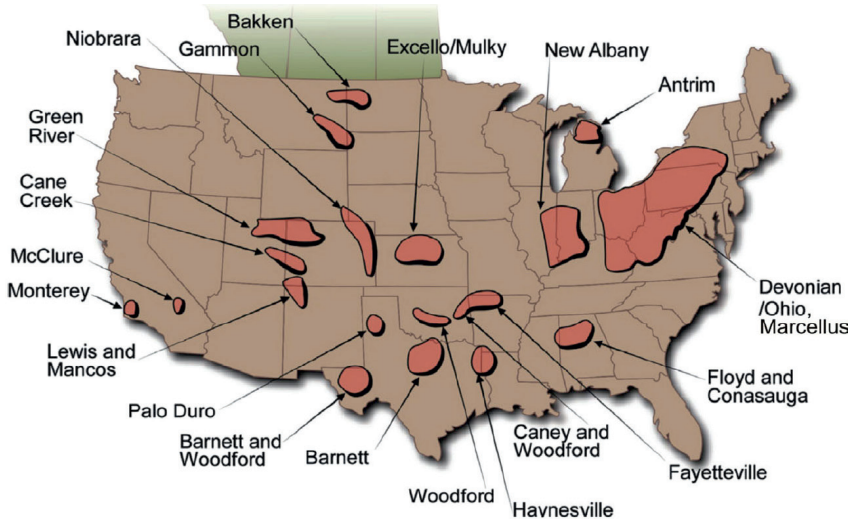 Bakken
Niobrara
Gammon
Excello/Mulky
New Albany
Antrim
Green
River
Cane
Creek
McClure
Monterey
Devonian
/Ohio,
Marcellus
Lewis and
Mancos
Floyd and
Conasauga
Palo Duro
Barnett and
Woodford
Barnett
Caney and
Woodford
Fayetteville
Woodford
Haynesville